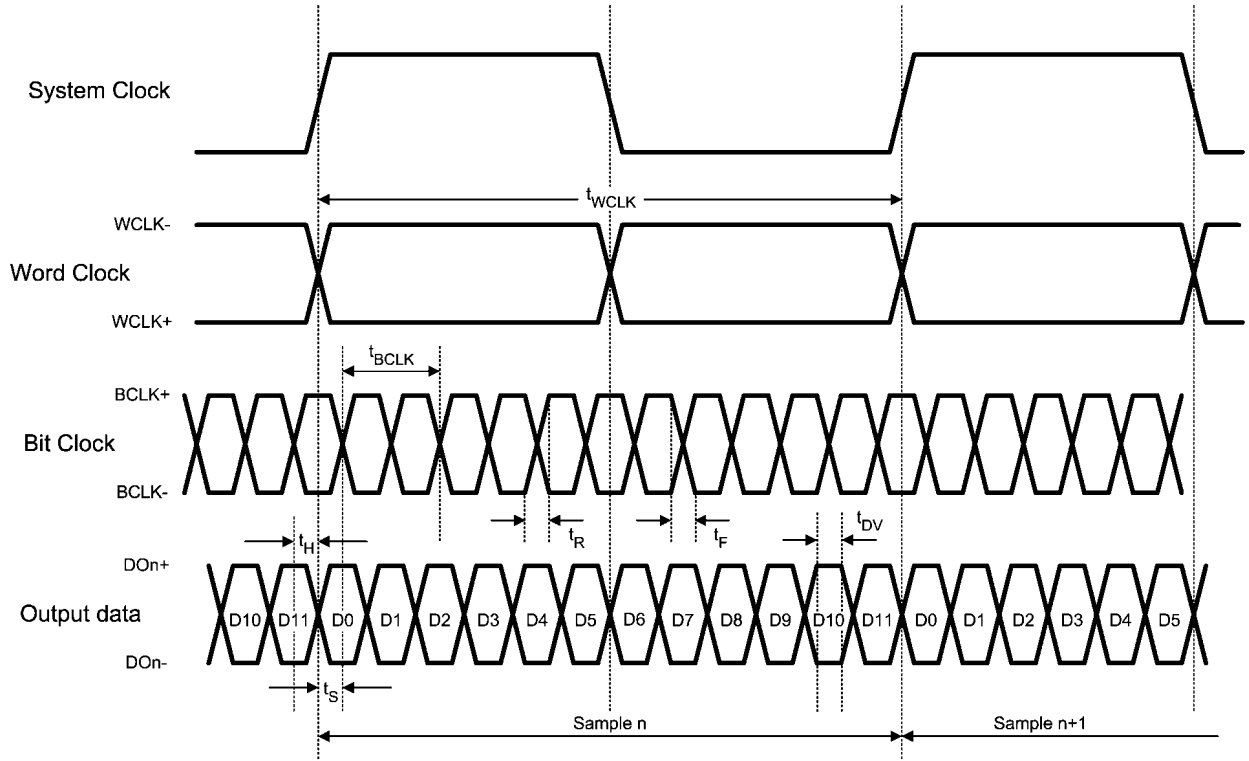 System Clock
tWCLK
WCLK-
Word Clock
WCLK+
tBCLK
BCLK+
Bit Clock
BCLK-
tH
tR
tF
tDV
DOn+
Output data
D10 D11 D0 D1 D2 D3 D4 D5 D6 D7 D8 D9 D10 D11 D0 D1 D2 D3 D4 D5
DOn-
tS
Sample n
Sample n+1